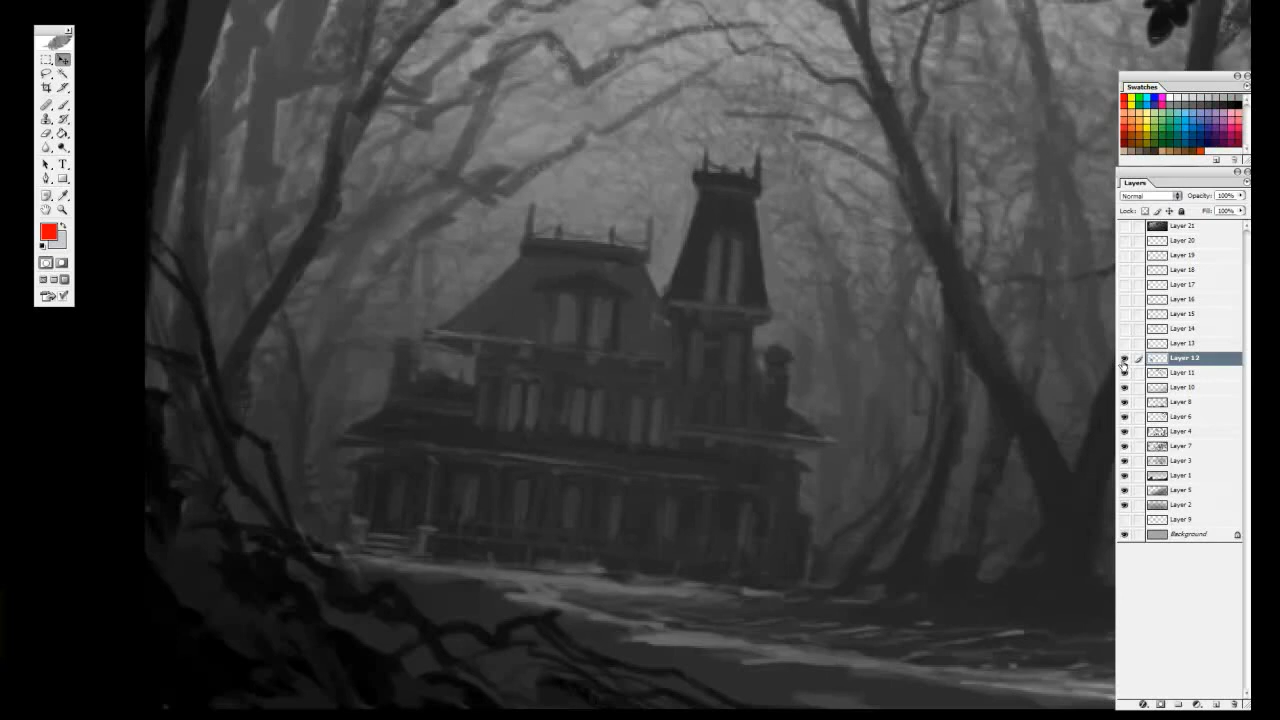 Swatches
Layers
Normal
Opacity: 100%
Lock:
Fill: 100%
Layer 21
Layer 20
Layer 19
Layer 18
Layer 17
Layer 16
Layer 15
Layer 14
Layer 13
Layer 12
Layer 11
Layer 10
Layer 8
Layer 6
Layer 4
Layer 7
Layer 3
Layer 1
Layer 5
Layer 2
Layer 9
Background